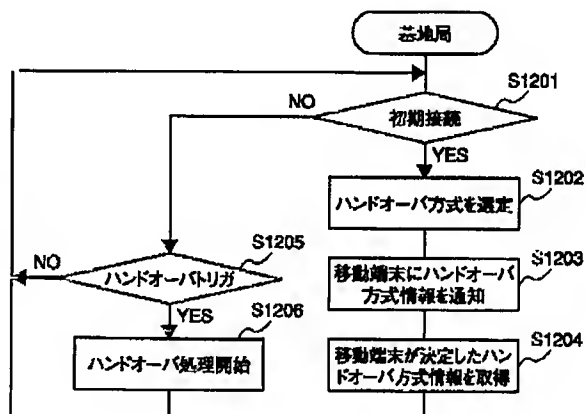 基地局
S1201
初期接続
NO
YES
S1202
ハンドオーバ方式を選定
S1203
移動端末にハンドオーバ
方式情報を通知
S1204
移動端末が決定したハン
ドオーバ方式情報を取得
S1205
ハンドオーバトリガ
NO
YES
S1206
ハンドオーバ処理開始